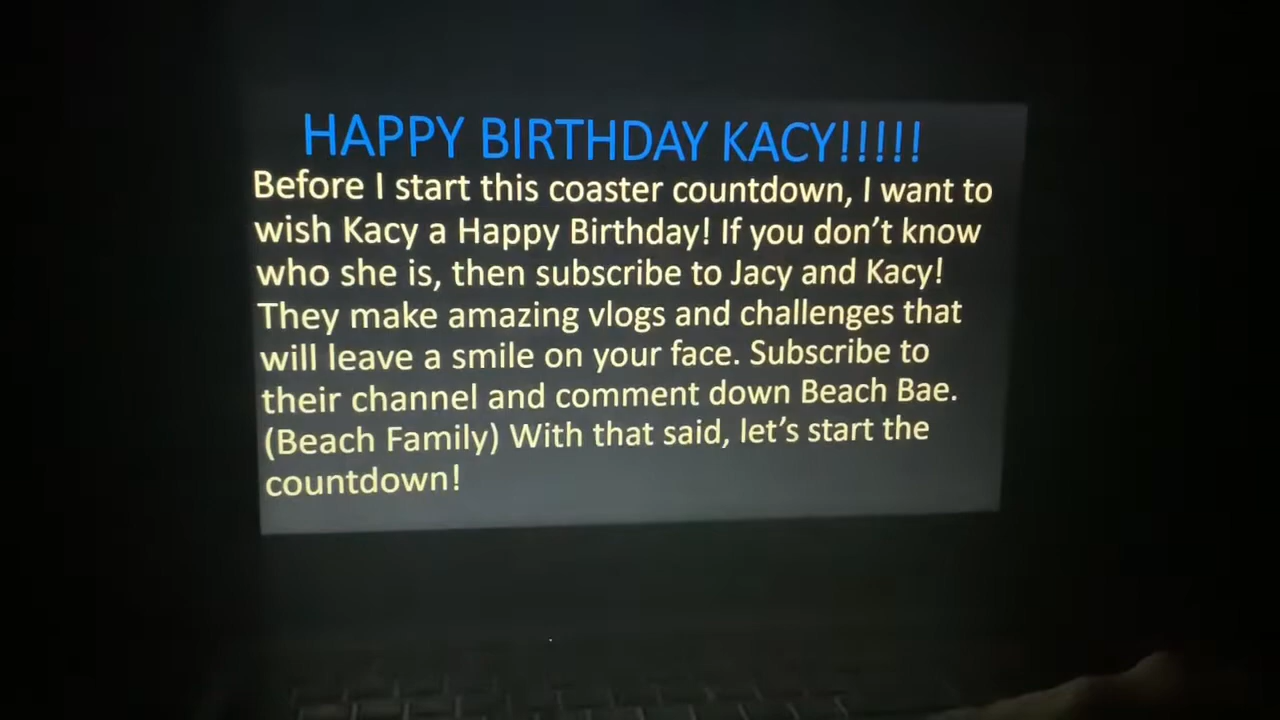 HAPPY BIRTHDAY KACY!!!!!
Before I start this coaster countdown, I want to
wish Kacy a Happy Birthday! If you don't know
who she is, then subscribe to Jacy and Kacy!
They make amazing vlogs and challenges that
will leave a smile on your face. Subscribe to
their channel and comment down Beach Bae.
(Beach Family) With that said, let's start the
countdown!